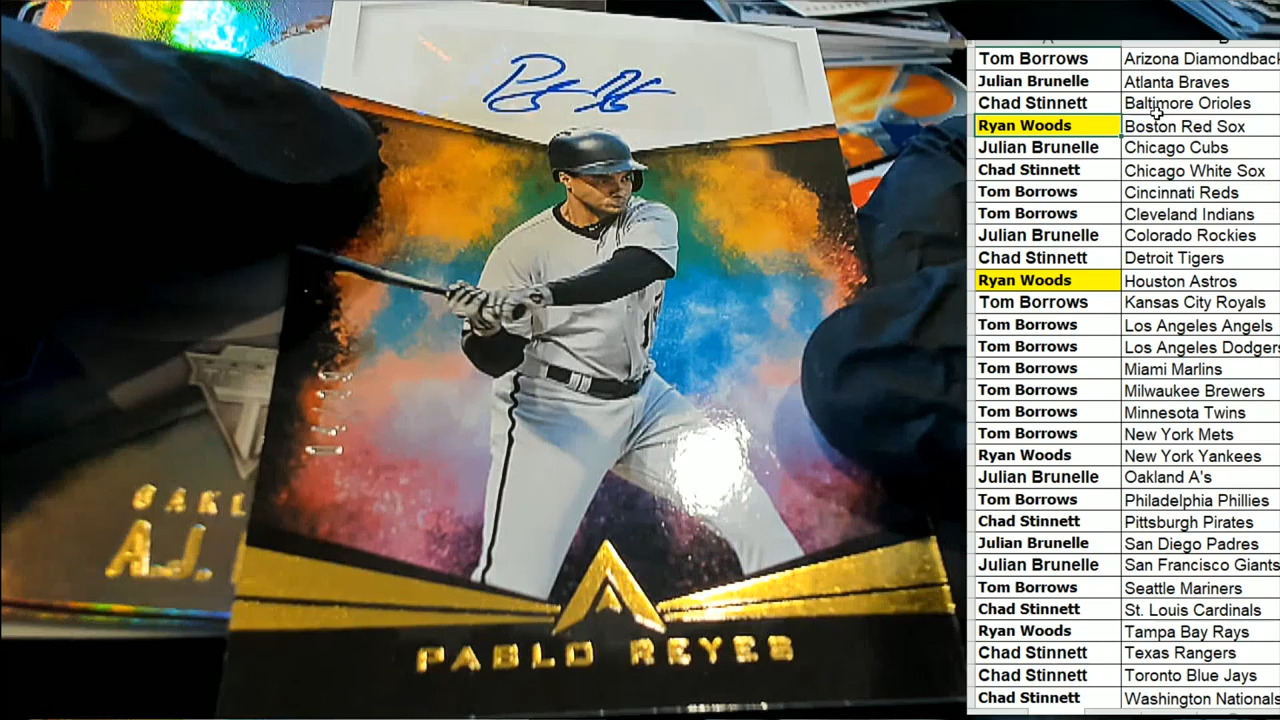 PABLO REYES
OAKL
A.J.
Tom Borrows Arizona Diamondback
Julian Brunelle Atlanta Braves
Chad Stinnett Baltimore Orioles
Ryan Woods Boston Red Sox
Julian Brunelle Chicago Cubs
Chad Stinnett Chicago White Sox
Tom Borrows Cincinnati Reds
Tom Borrows Cleveland Indians
Julian Brunelle Colorado Rockies
Chad Stinnett Detroit Tigers
Ryan Woods Houston Astros
Tom Borrows Kansas City Royals
Tom Borrows Los Angeles Angels
Tom Borrows Los Angeles Dodgers
Tom Borrows Miami Marlins
Tom Borrows Milwaukee Brewers
Tom Borrows Minnesota Twins
Tom Borrows New York Mets
Ryan Woods New York Yankees
Julian Brunelle Oakland A's
Tom Borrows Philadelphia Phillies
Chad Stinnett Pittsburgh Pirates
Julian Brunelle San Diego Padres
Julian Brunelle San Francisco Giants
Tom Borrows Seattle Mariners
Chad Stinnett St. Louis Cardinals
Ryan Woods Tampa Bay Rays
Chad Stinnett Texas Rangers
Chad Stinnett Toronto Blue Jays
Chad Stinnett Washington Nationals